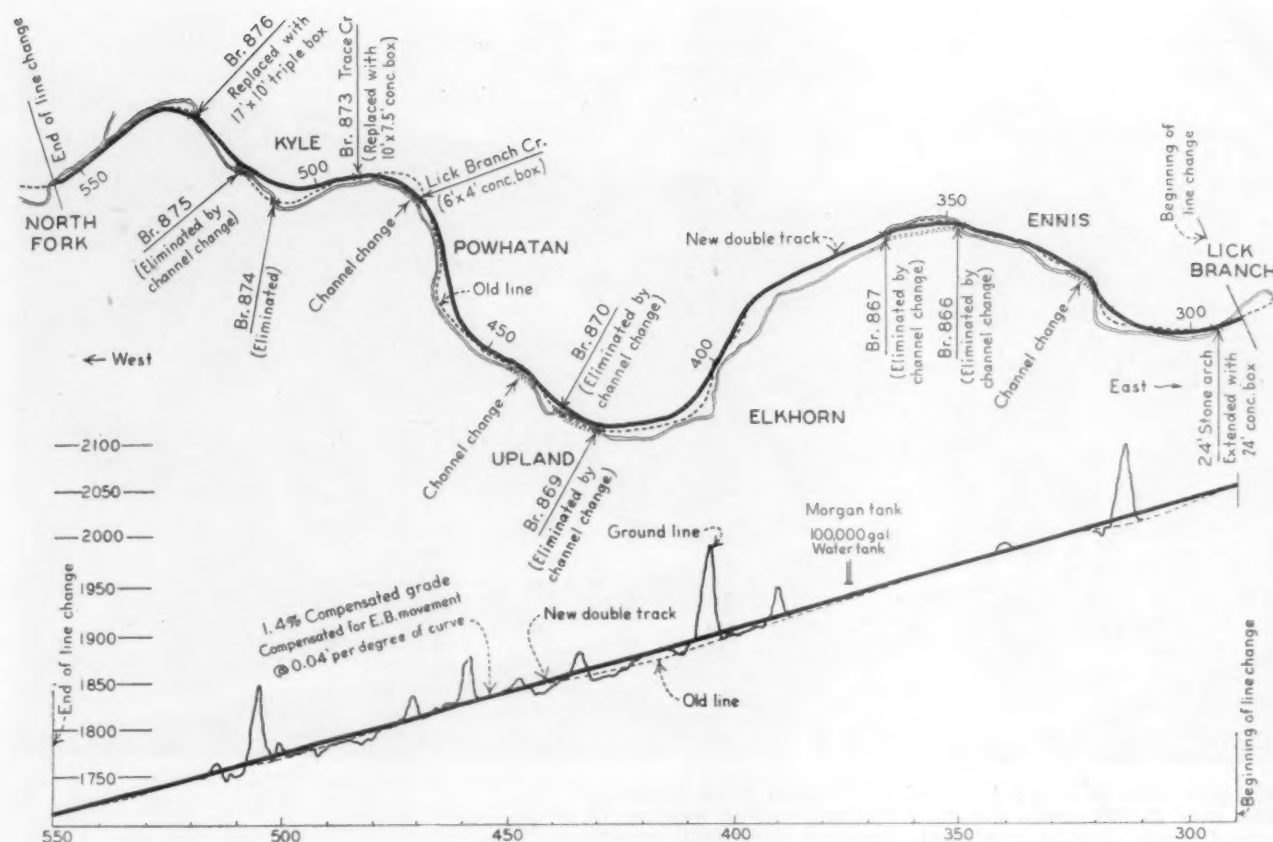 End of line change
Br. 876
Replaced with
17'x10' triple box
Br. 873 Trace Cr
(Replaced with
10'x7.5' conc. box)
KYLE
500
Lick Branch Cr.
(6'x4' conc. box)
550
NORTH
FORK
Br. 875
(Eliminated by
channel change)
Br. 874
(Eliminated)
Channel change
POWHATAN
Old line
450
← West
Channel change
UPLAND
Br. 870
(Eliminated by
channel change)
Br. 869
(Eliminated by
channel change)
400
ELKHORN
New double track
Br. 867
(Eliminated by
channel change)
350
Br. 866
(Eliminated by
channel change)
ENNIS
Channel change
Beginning of
line change
LICK
BRANCH
300
East →
24' Stone arch
Extended with
24' conc. box
2100
2050
2000
1950
1900
1850
1800
1750
End of line change
1.4% Compensated grade
Compensated for E.B. movement
@ 0.04' per degree of curve
New double track
Ground line
Old line
Morgan tank
100,000 gal
Water tank
Beginning of line change
550
500
450
400
350
300